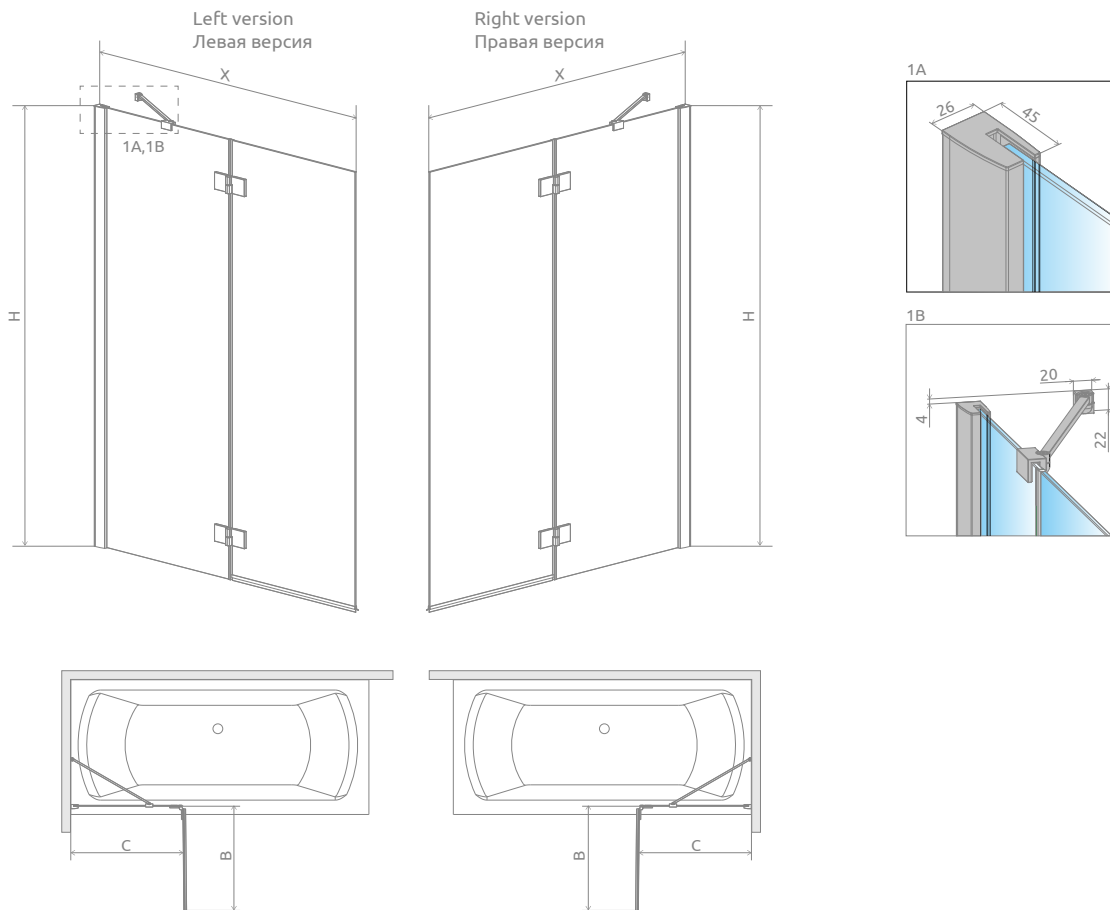 Left version
Левая версия
Right version
Правая версия
X
X
1A,1B
H
H
1A
26
45
1B
20
4
22
C
B
B
C